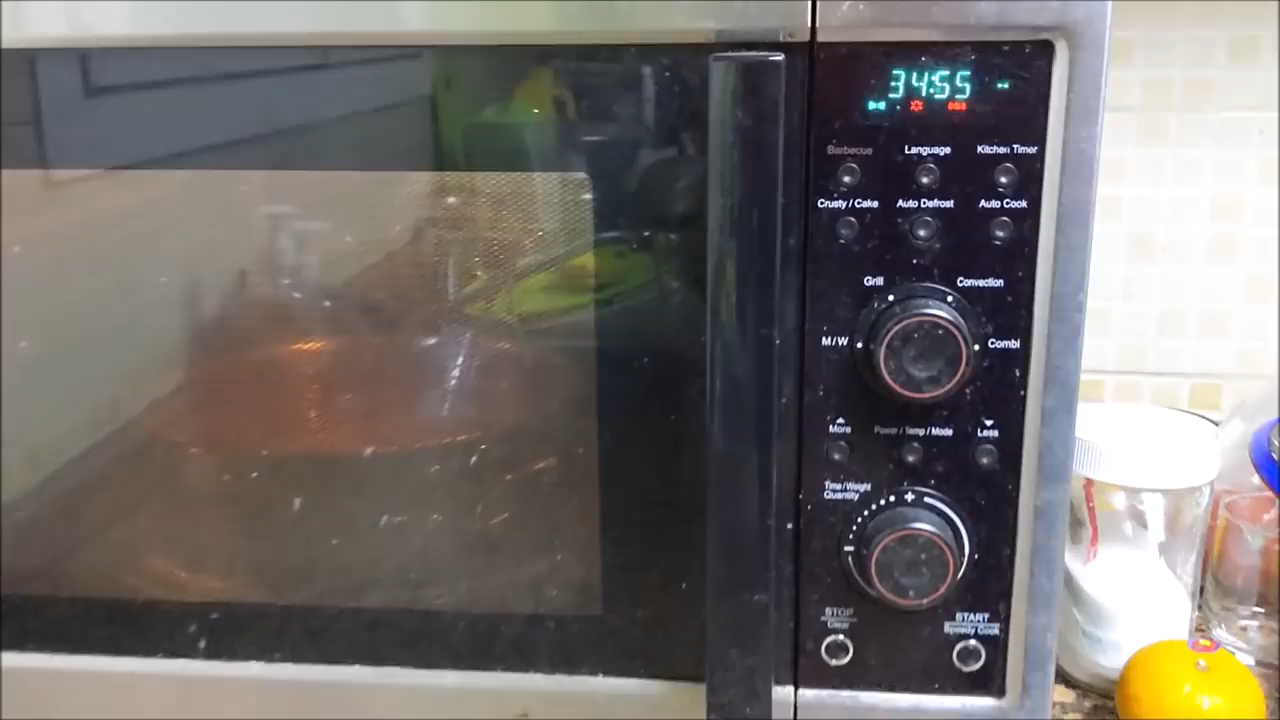 34:55
Barbecue Language Kitchen Timer
Crusty / Cake Auto Defrost Auto Cook
Grill Convection
M / W Combi
More Power / Temp / Mode Less
Time / Weight
Quantity
+
-
STOP START
Clear Speedy Cook